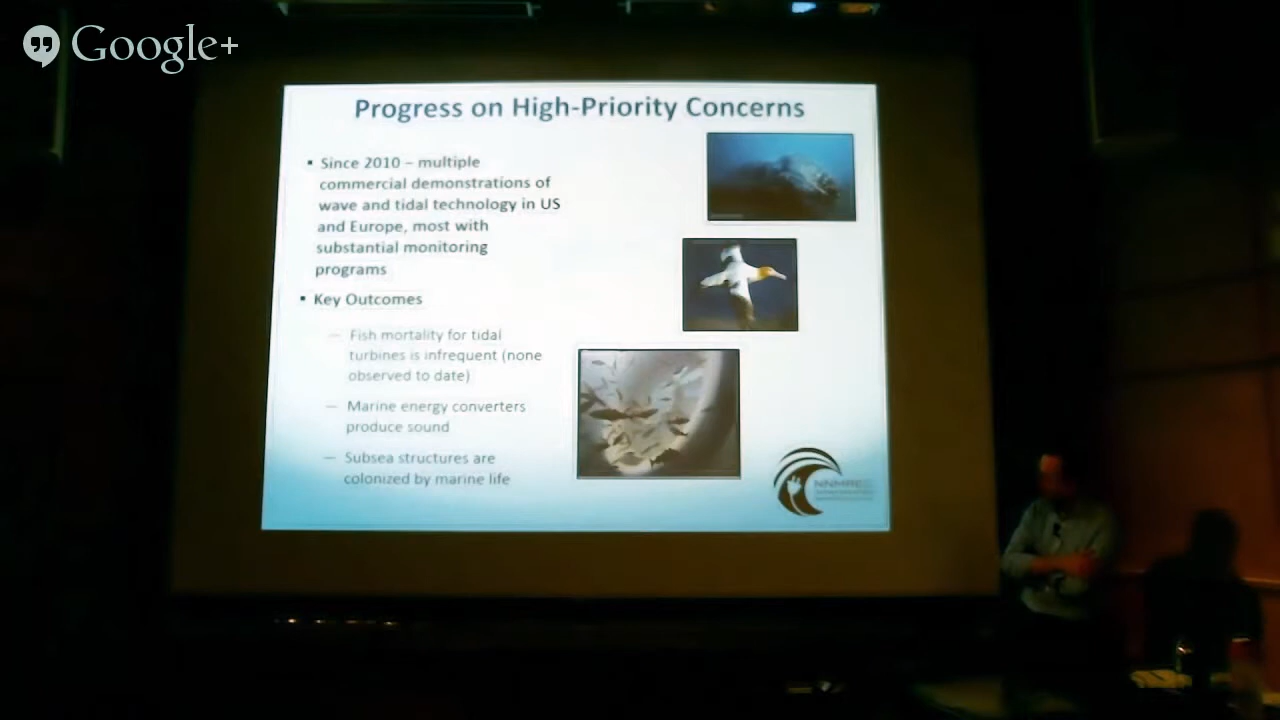 Google+
Progress on High-Priority Concerns
▪ Since 2010 – multiple
commercial demonstrations of
wave and tidal technology in US
and Europe, most with
substantial monitoring
programs
▪ Key Outcomes
— Fish mortality for tidal
turbines is infrequent (none
observed to date)
— Marine energy converters
produce sound
— Subsea structures are
colonized by marine life